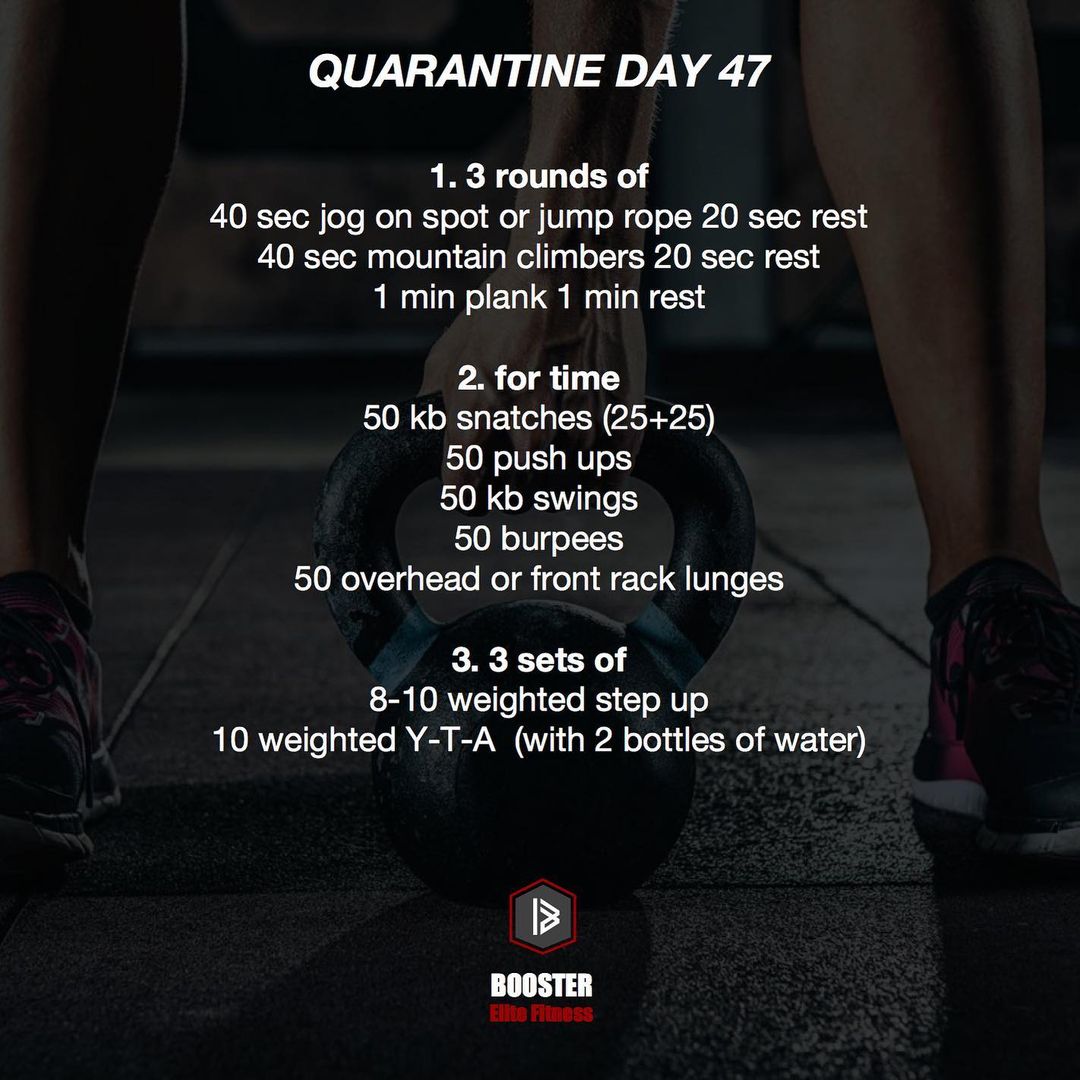 QUARANTINE DAY 47
1. 3 rounds of
40 sec jog on spot or jump rope 20 sec rest
40 sec mountain climbers 20 sec rest
1 min plank 1 min rest
2. for time
50 kb snatches (25+25)
50 push ups
50 kb swings
50 burpees
50 overhead or front rack lunges
3. 3 sets of
8-10 weighted step up
10 weighted Y-T-A (with 2 bottles of water)
BOOSTER
Elite Fitness